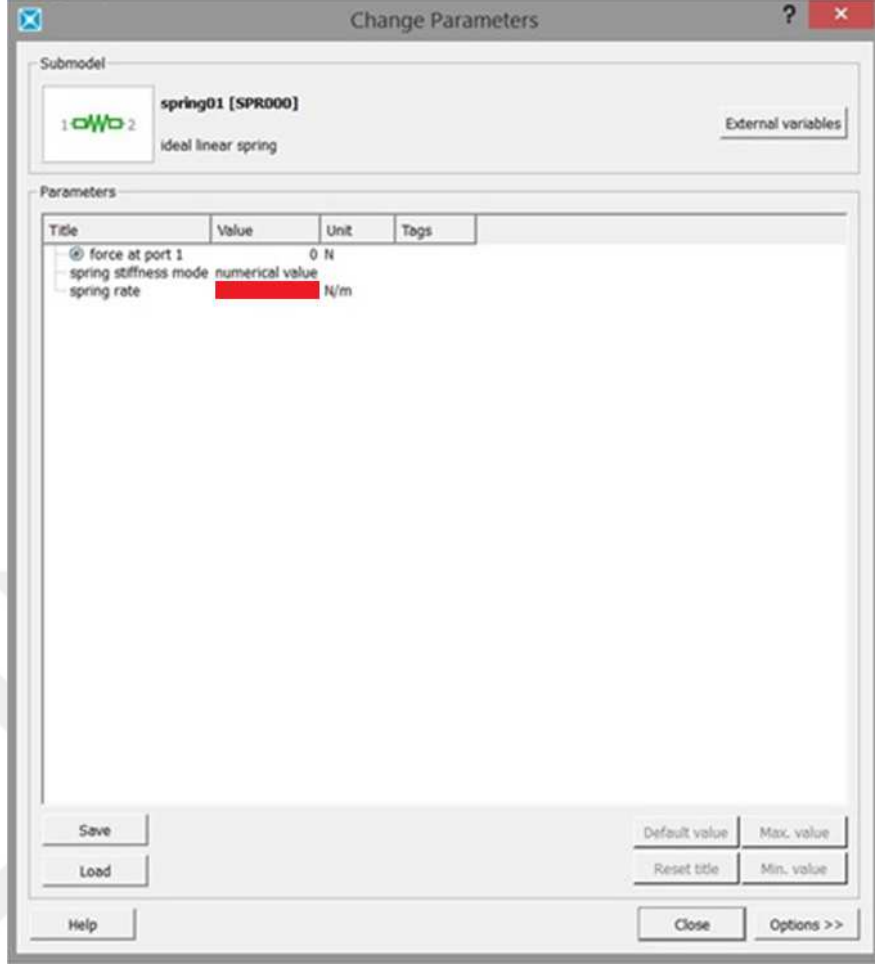 Change Parameters ?
Submodel
1 2
spring01 [SPR000]
ideal linear spring
External variables
Parameters
Title Value Unit Tags
force at port 1 0 N
spring stiffness mode numerical value
spring rate N/m
Save
Default value Max. value
Load
Reset title Min. value
Help
Close Options >>